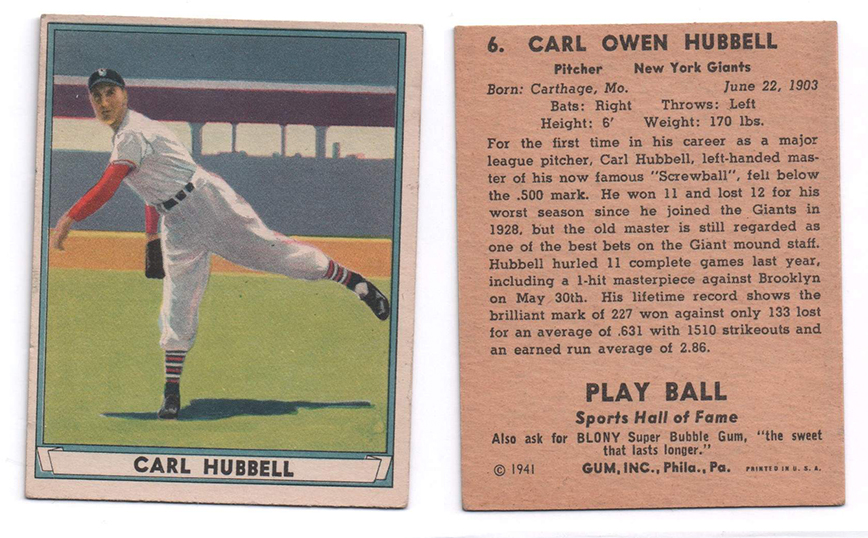 CARL HUBBELL
6. CARL OWEN HUBBELL
Pitcher New York Giants
Born: Carthage, Mo. June 22, 1903
Bats: Right Throws: Left
Height: 6' Weight: 170 lbs.
For the first time in his career as a major
league pitcher, Carl Hubbell, left-handed mas-
ter of his now famous "Screwball", fell below
the .500 mark. He won 11 and lost 12 for his
worst season since he joined the Giants in
1928, but the old master is still regarded as
one of the best bets on the Giant mound staff.
Hubbell hurled 11 complete games last year,
including a 1-hit masterpiece against Brooklyn
on May 30th. His lifetime record shows the
brilliant mark of 227 won against only 133 lost
for an average of .631 with 1510 strikeouts and
an earned run average of 2.86.
PLAY BALL
Sports Hall of Fame
Also ask for BLONY Super Bubble Gum, "the sweet
that lasts longer."
© 1941 GUM, INC., Phila., Pa. PRINTED IN U. S. A.